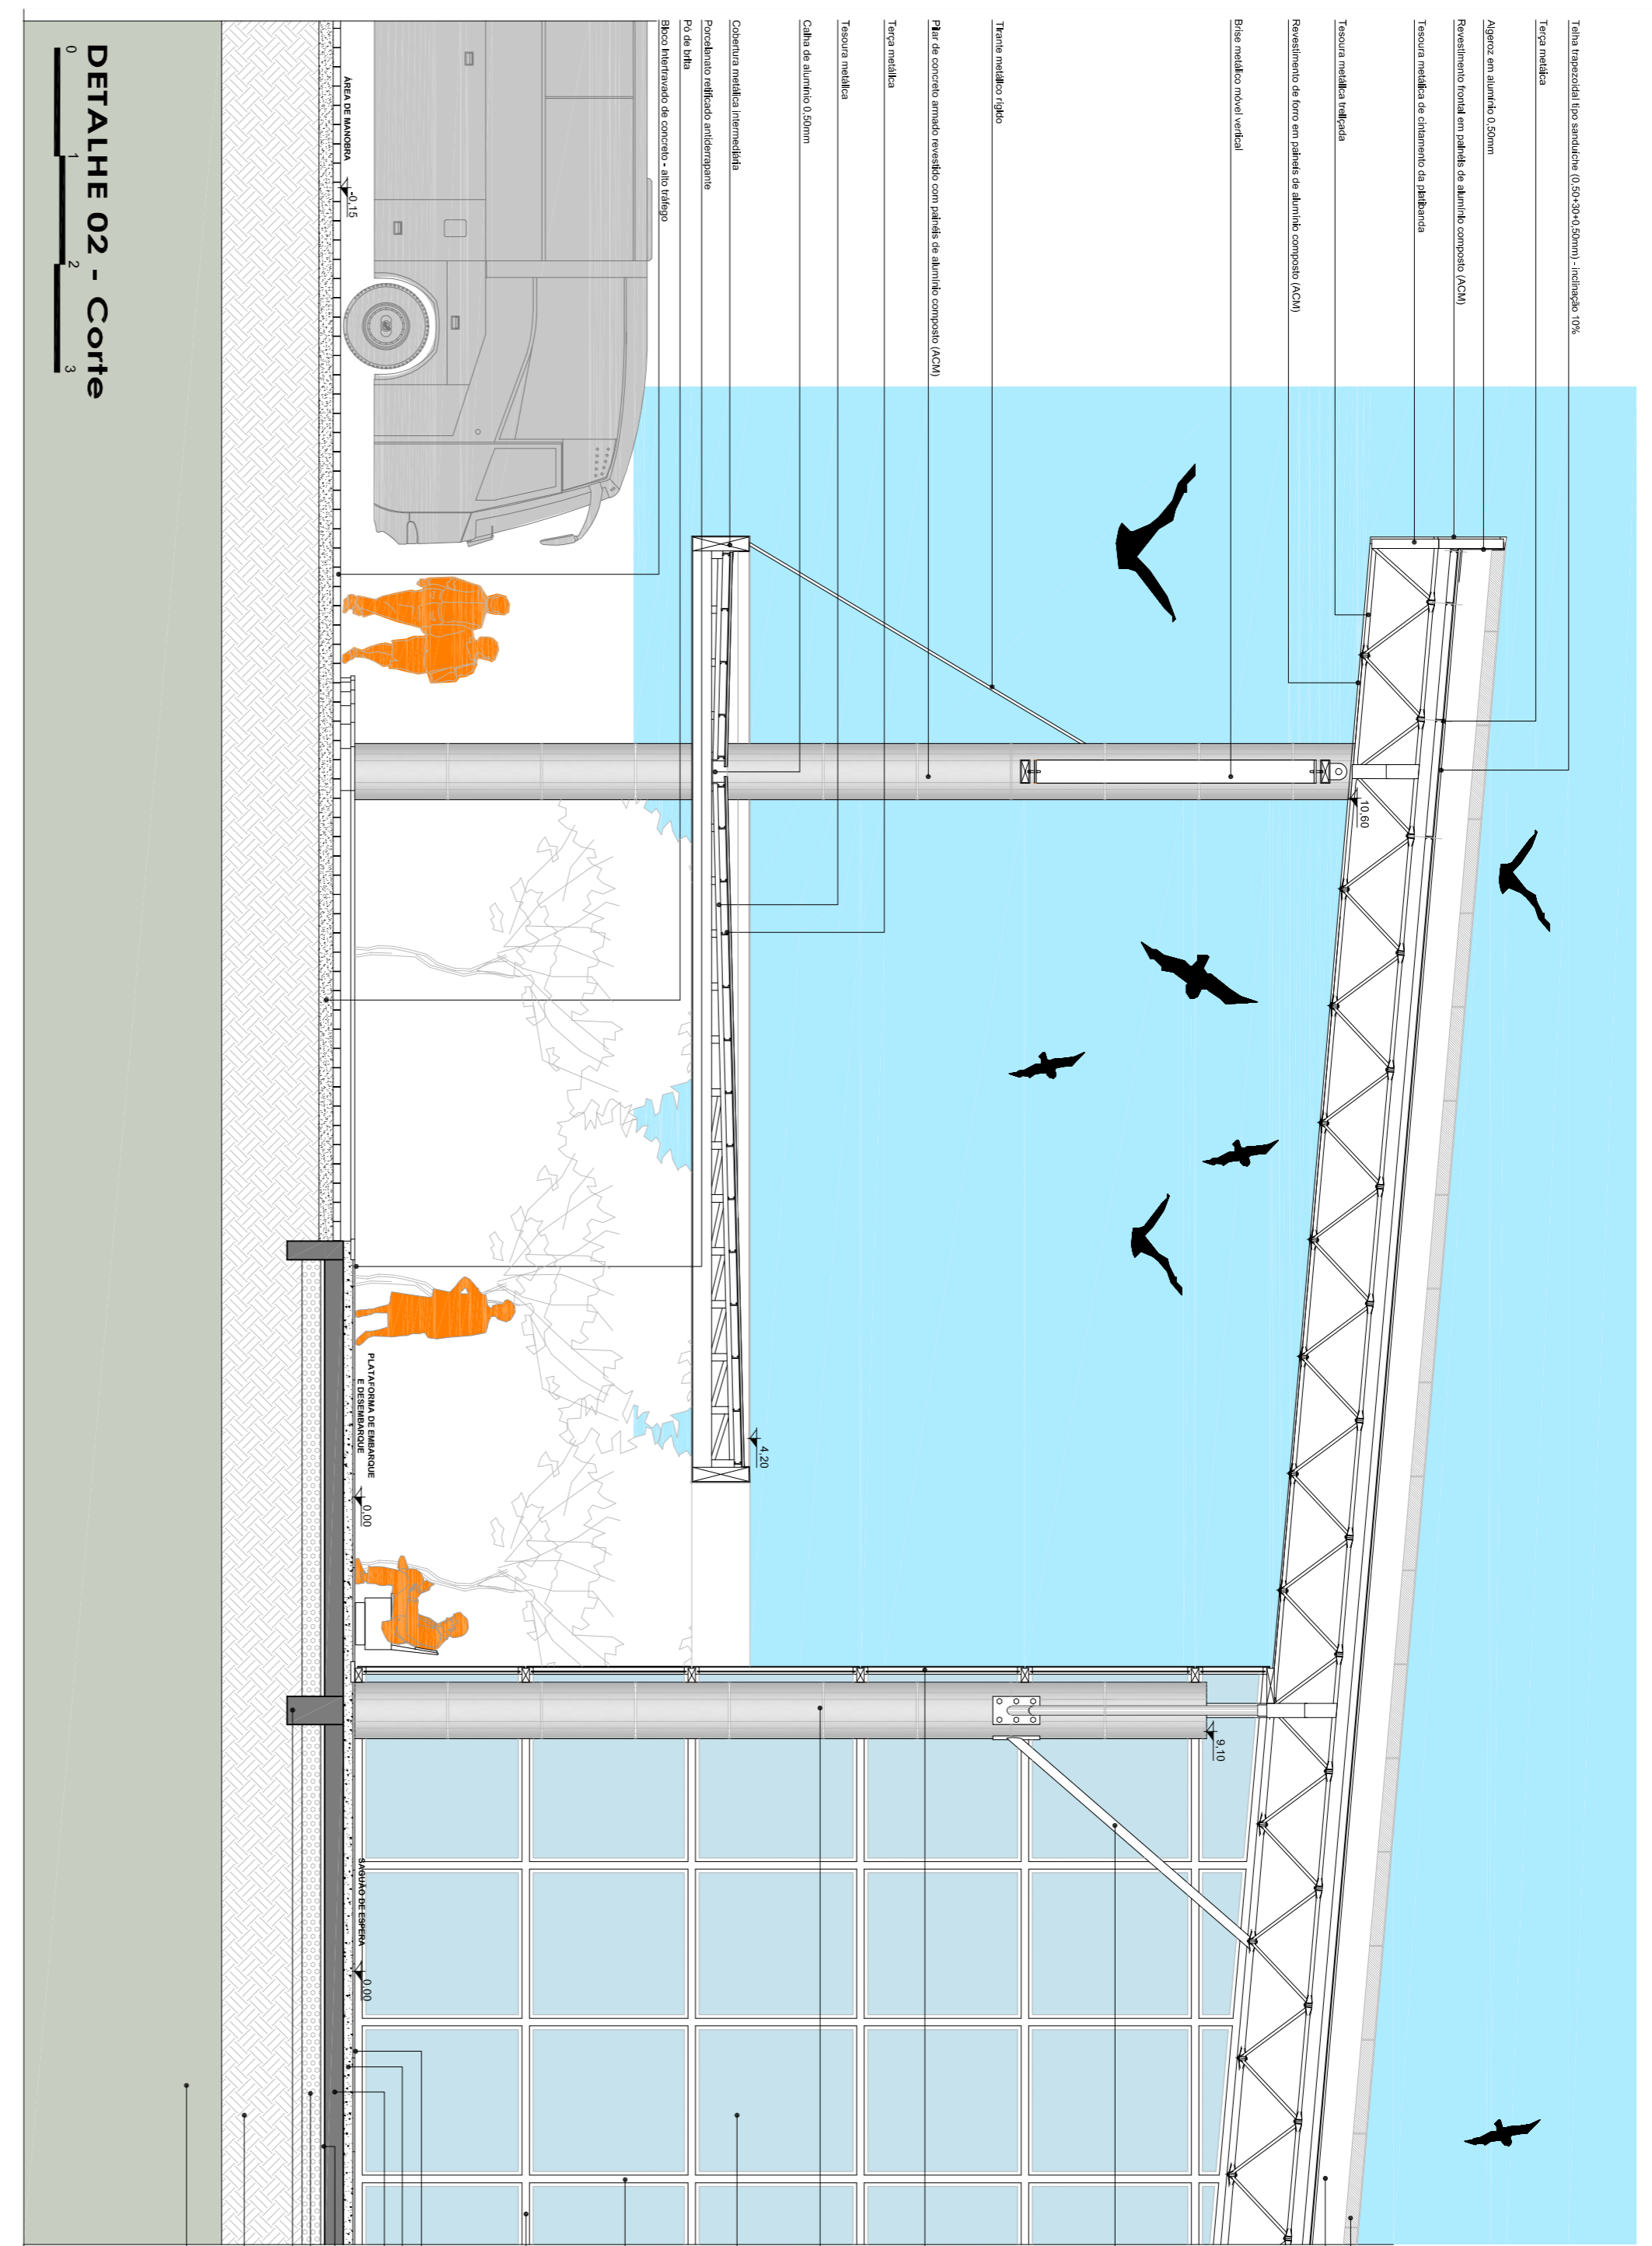 Telha trapezoidal tipo sanduíche (0,50+30+0,50mm) - inclinação 10%
Terça metálica
Algeroz em alumínio 0,50mm
Revestimento frontal em painéis de alumínio composto (ACM)
Tesoura metálica de cintamento da platibanda
Tesoura metálica treliçada
Revestimento de forro em painéis de alumínio composto (ACM)
Brise metálico móvel vertical
Tirante metálico rígido
Pilar de concreto armado revestido com painéis de alumínio composto (ACM)
Terça metálica
Tesoura metálica
Calha de alumínio 0,50mm
Cobertura metálica intermediária
Porcelanato retificado antiderrapante
Pó de brita
Bloco intertravado de concreto - alto tráfego
10,60
4,20
9,10
ÁREA DE MANOBRA
-0,15
PLATAFORMA DE EMBARQUE
E DESEMBARQUE
0,00
SAGUÃO DE ESPERA
0,00
DETALHE 02 - Corte
0 1 2 3